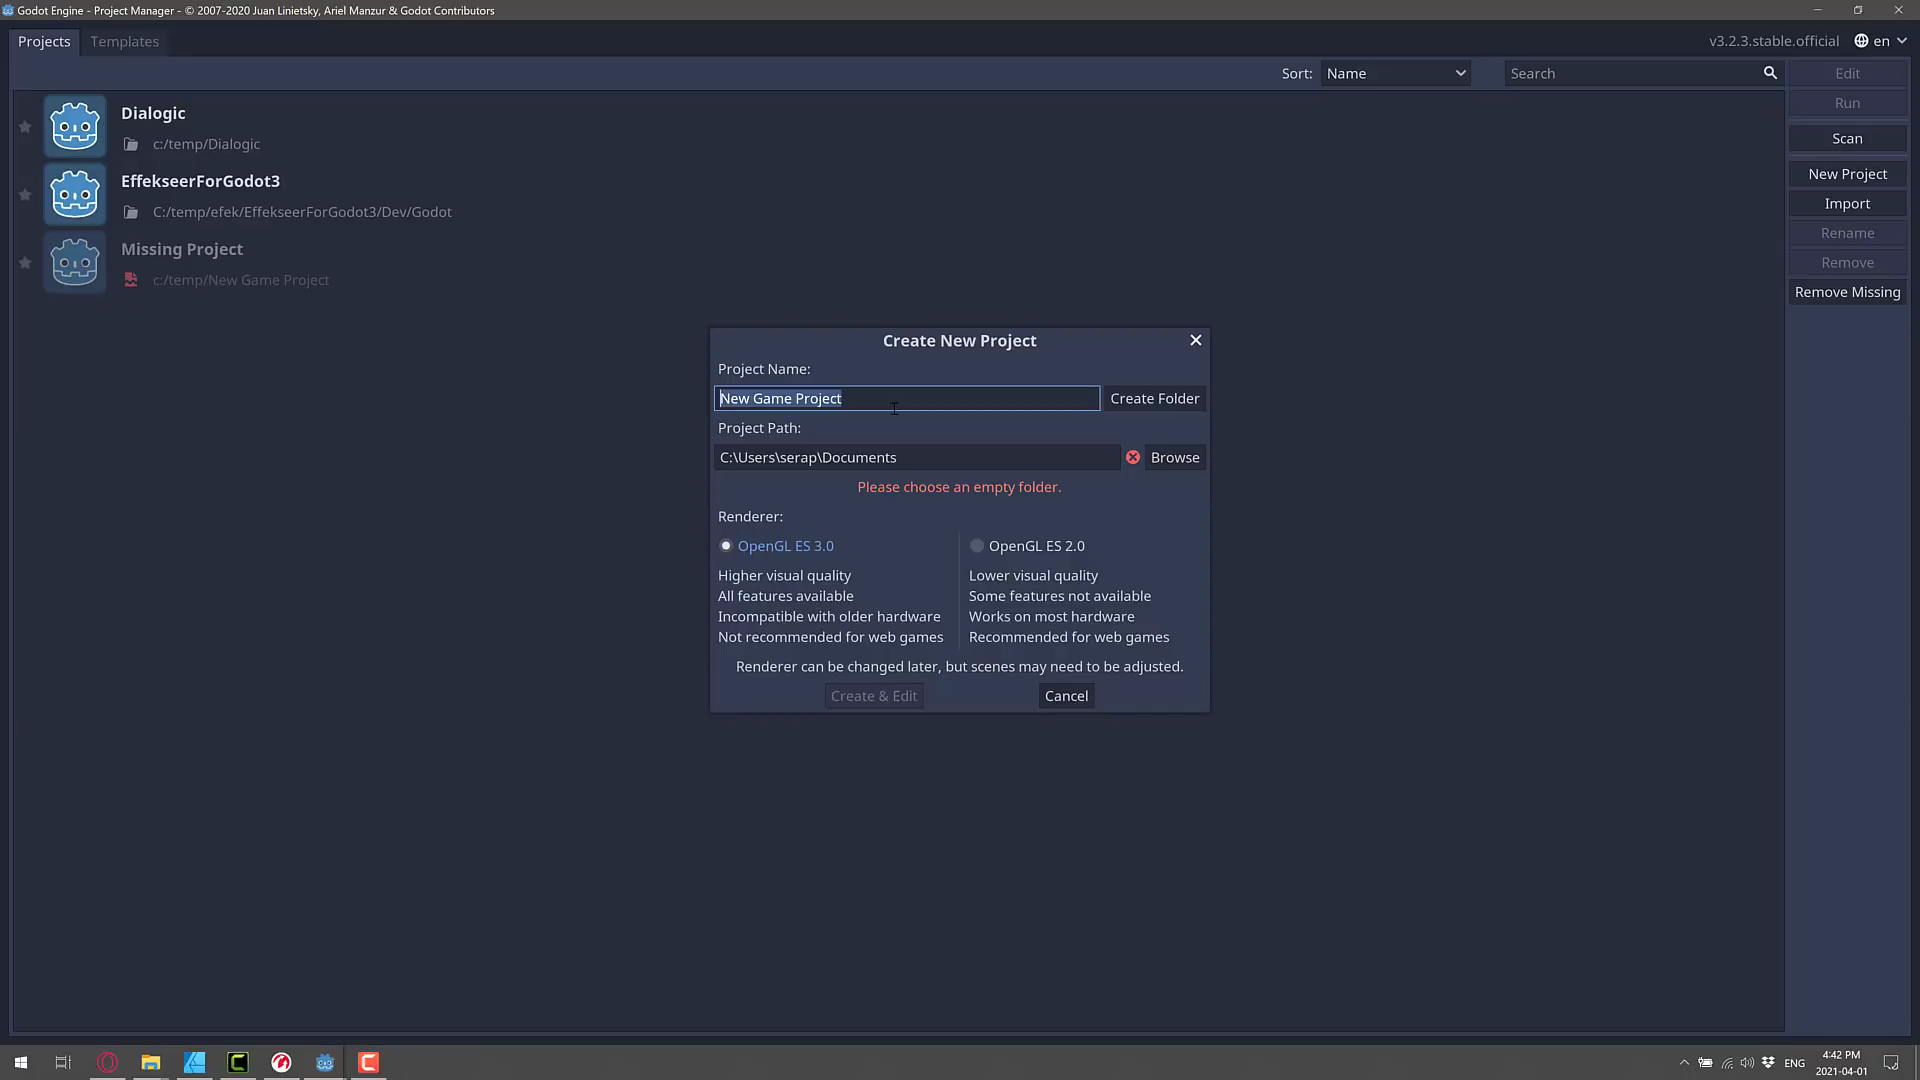 Godot Engine - Project Manager - © 2007-2020 Juan Linietsky, Ariel Manzur & Godot Contributors
Projects
Templates
v3.2.3.stable.official
en
Sort:
Name
Search
Edit
Run
Scan
New Project
Import
Rename
Remove
Remove Missing
Dialogic
c:/temp/Dialogic
EffekseerForGodot3
C:/temp/efek/EffekseerForGodot3/Dev/Godot
Missing Project
c:/temp/New Game Project
Create New Project
Project Name:
New Game Project
Create Folder
Project Path:
C:\Users\serap\Documents
Browse
Please choose an empty folder.
Renderer:
OpenGL ES 3.0
Higher visual quality
All features available
Incompatible with older hardware
Not recommended for web games
OpenGL ES 2.0
Lower visual quality
Some features not available
Works on most hardware
Recommended for web games
Renderer can be changed later, but scenes may need to be adjusted.
Create & Edit
Cancel
ENG
4:42 PM
2021-04-01